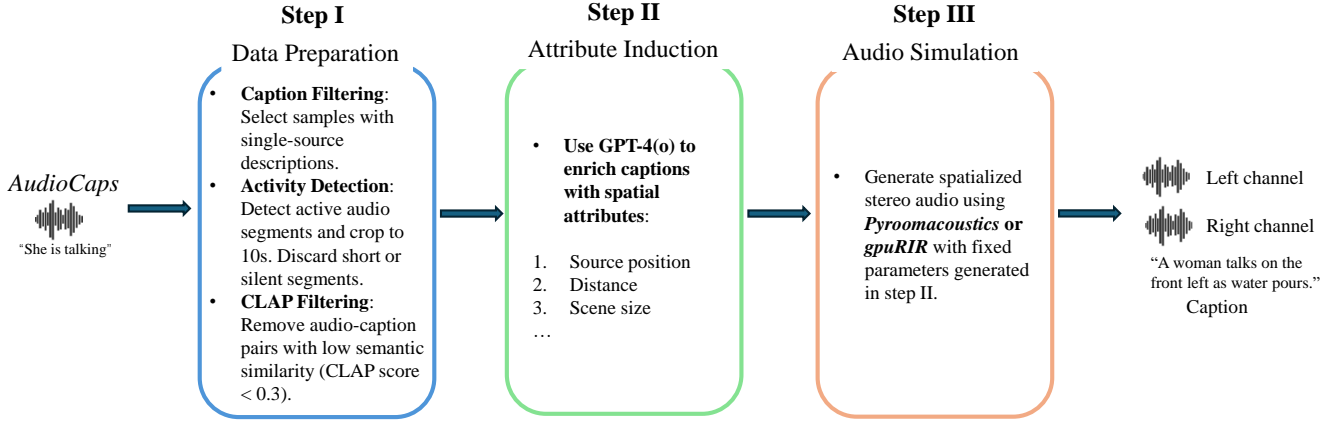 AudioCaps
"She is talking"
Step I
Data Preparation
• Caption Filtering:
Select samples with
single-source
descriptions.
• Activity Detection:
Detect active audio
segments and crop to
10s. Discard short or
silent segments.
• CLAP Filtering:
Remove audio-caption
pairs with low semantic
similarity (CLAP score
< 0.3).
Step II
Attribute Induction
• Use GPT-4(o) to
enrich captions
with spatial
attributes:
1. Source position
2. Distance
3. Scene size
…
Step III
Audio Simulation
• Generate spatialized
stereo audio using
Pyroomacoustics or
gpuRIR with fixed
parameters generated
in step II.
Left channel
Right channel
“A woman talks on the
front left as water pours.”
Caption